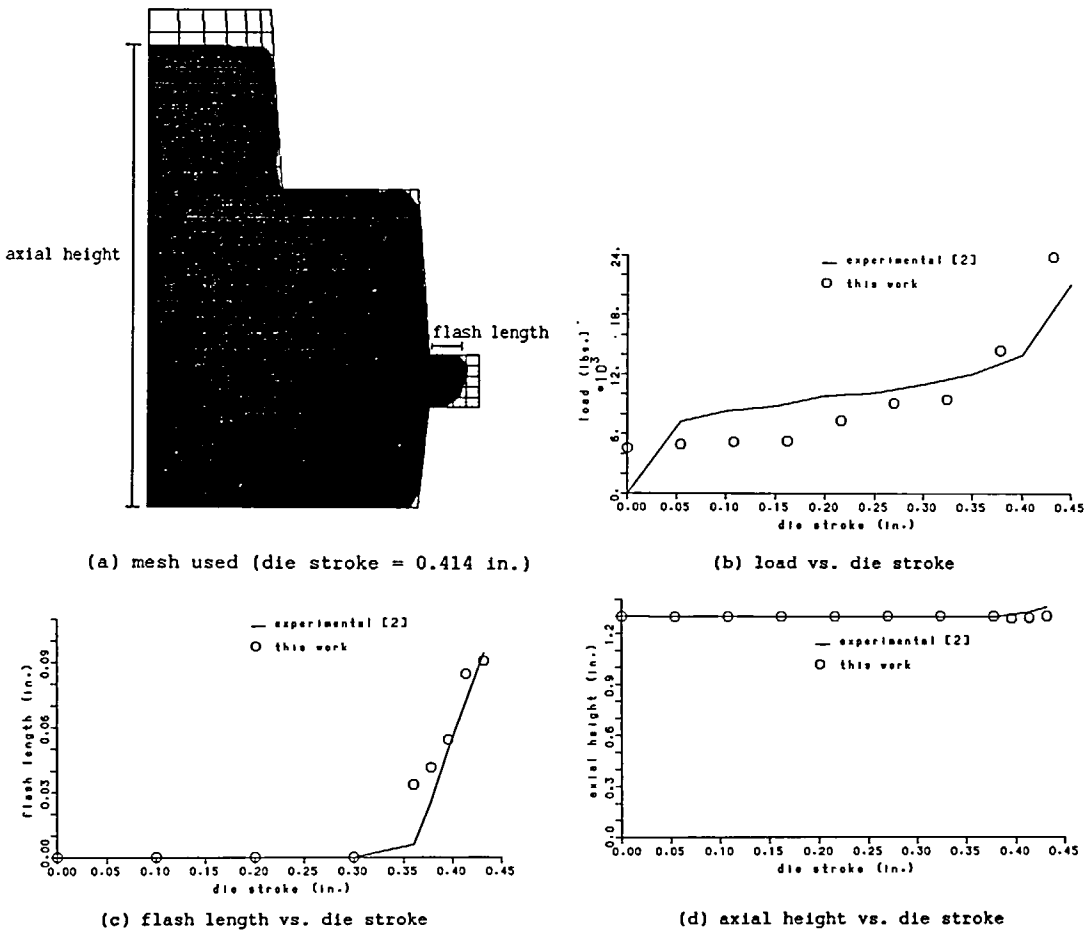 axial height
flash length
(a) mesh used (die stroke = 0.414 in.)
— experimental [2]
O this work
load (lbs.)
*10³
24.
18.
12.
6.
0.
0.00 0.05 0.10 0.15 0.20 0.25 0.30 0.35 0.40 0.45
die stroke (in.)
(b) load vs. die stroke
— experimental [2]
O this work
flash length (in.)
0.09
0.06
0.03
0.00
0.00 0.05 0.10 0.15 0.20 0.25 0.30 0.35 0.40 0.45
die stroke (in.)
(c) flash length vs. die stroke
— experimental [2]
O this work
axial height (in.)
1.2
0.9
0.6
0.3
0.0
0.00 0.05 0.10 0.15 0.20 0.25 0.30 0.35 0.40 0.45
die stroke (in.)
(d) axial height vs. die stroke